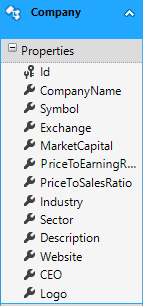 Company
Properties
Id
CompanyName
Symbol
Exchange
MarketCapital
PriceToEarningR...
PriceToSalesRatio
Industry
Sector
Description
Website
CEO
Logo